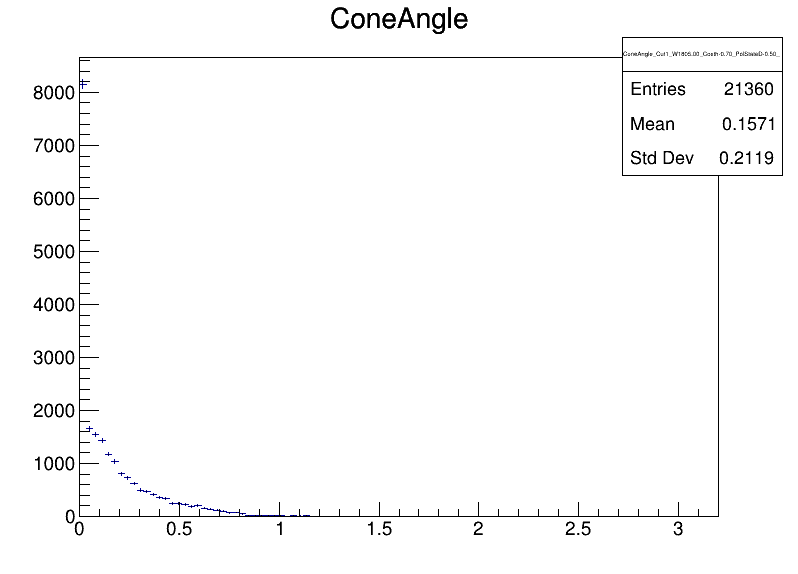 ConeAngle
ConeAngle_Cut1_W1805.00_Costh-0.70_PolStateD-0.50_
Entries 21360
Mean 0.1571
Std Dev 0.2119
8000
7000
6000
5000
4000
3000
2000
1000
0
0 0.5 1 1.5 2 2.5 3